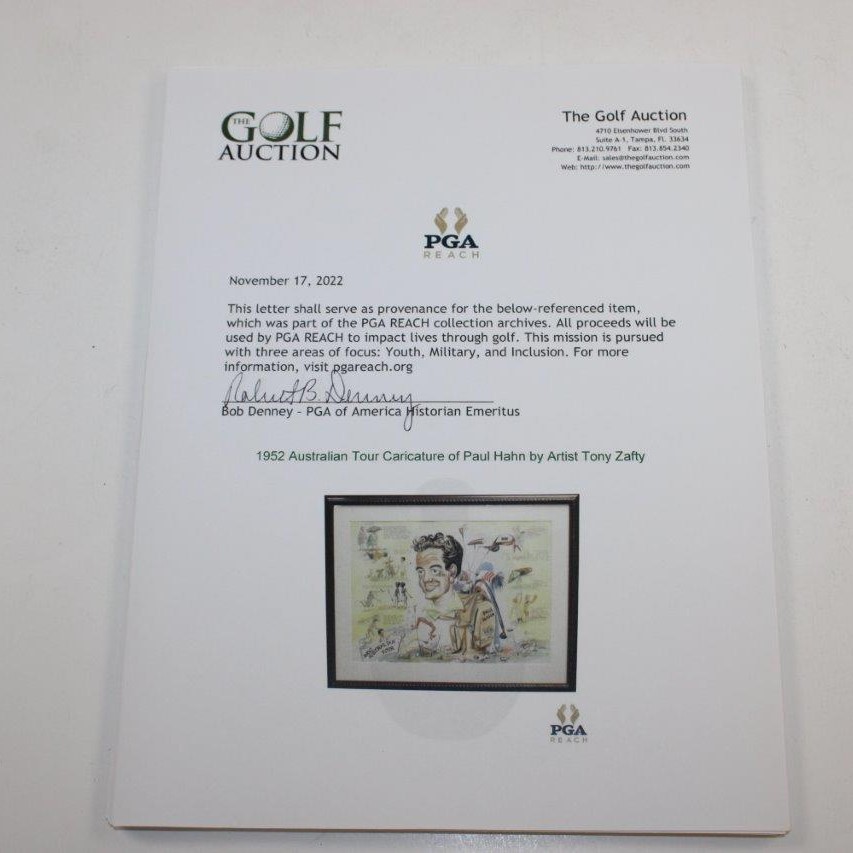 THE GOLF
AUCTION
The Golf Auction
4710 Eisenhower Blvd South
Suite A-1, Tampa, FL 33634
Phone: 813.210.9761 Fax: 813.854.2340
E-Mail: sales@thegolfauction.com
Web: http://www.thegolfauction.com
PGA
REACH
November 17, 2022
This letter shall serve as provenance for the below-referenced item,
which was part of the PGA REACH collection archives. All proceeds will be
used by PGA REACH to impact lives through golf. This mission is pursued
with three areas of focus: Youth, Military, and Inclusion. For more
information, visit pgareach.org
Robert B. Denney
Bob Denney - PGA of America Historian Emeritus
1952 Australian Tour Caricature of Paul Hahn by Artist Tony Zafty
PGA
REACH